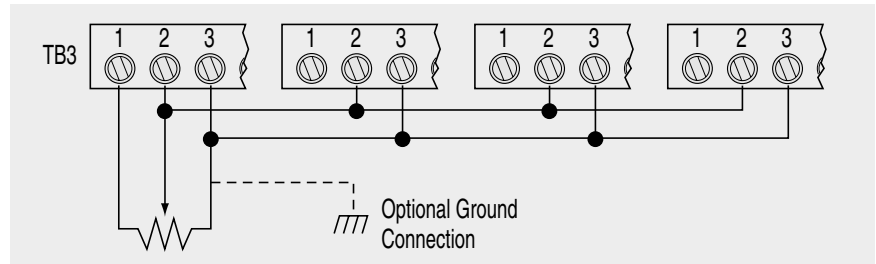 1 2 3 1 2 3 1 2 3 1 2 3
TB3
Optional Ground
Connection